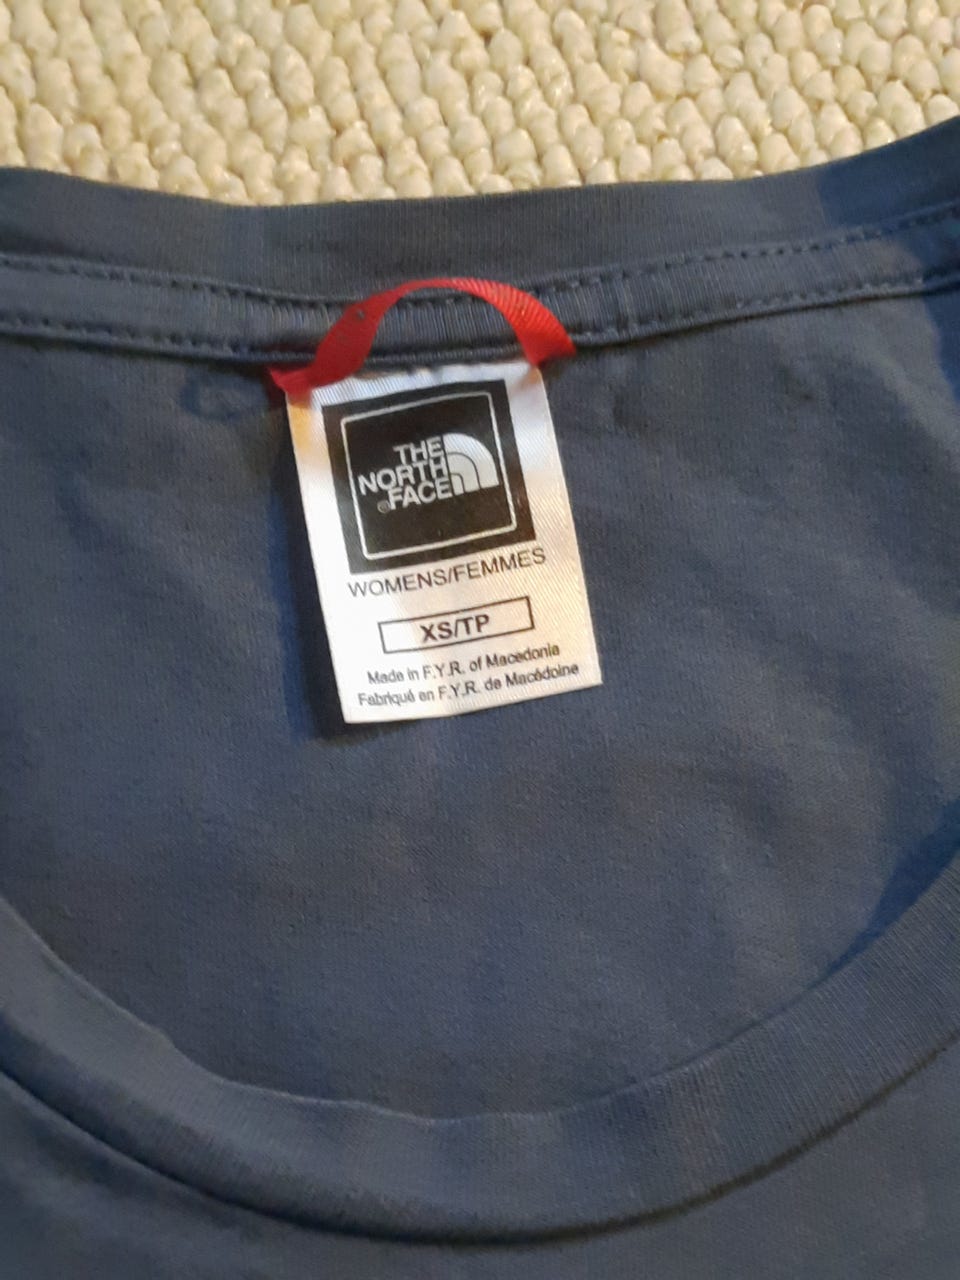 THE
NORTH
FACE
WOMENS/FEMMES
XS/TP
Made in F.Y.R. of Macedonia
Fabriqué en F.Y.R. de Macédoine